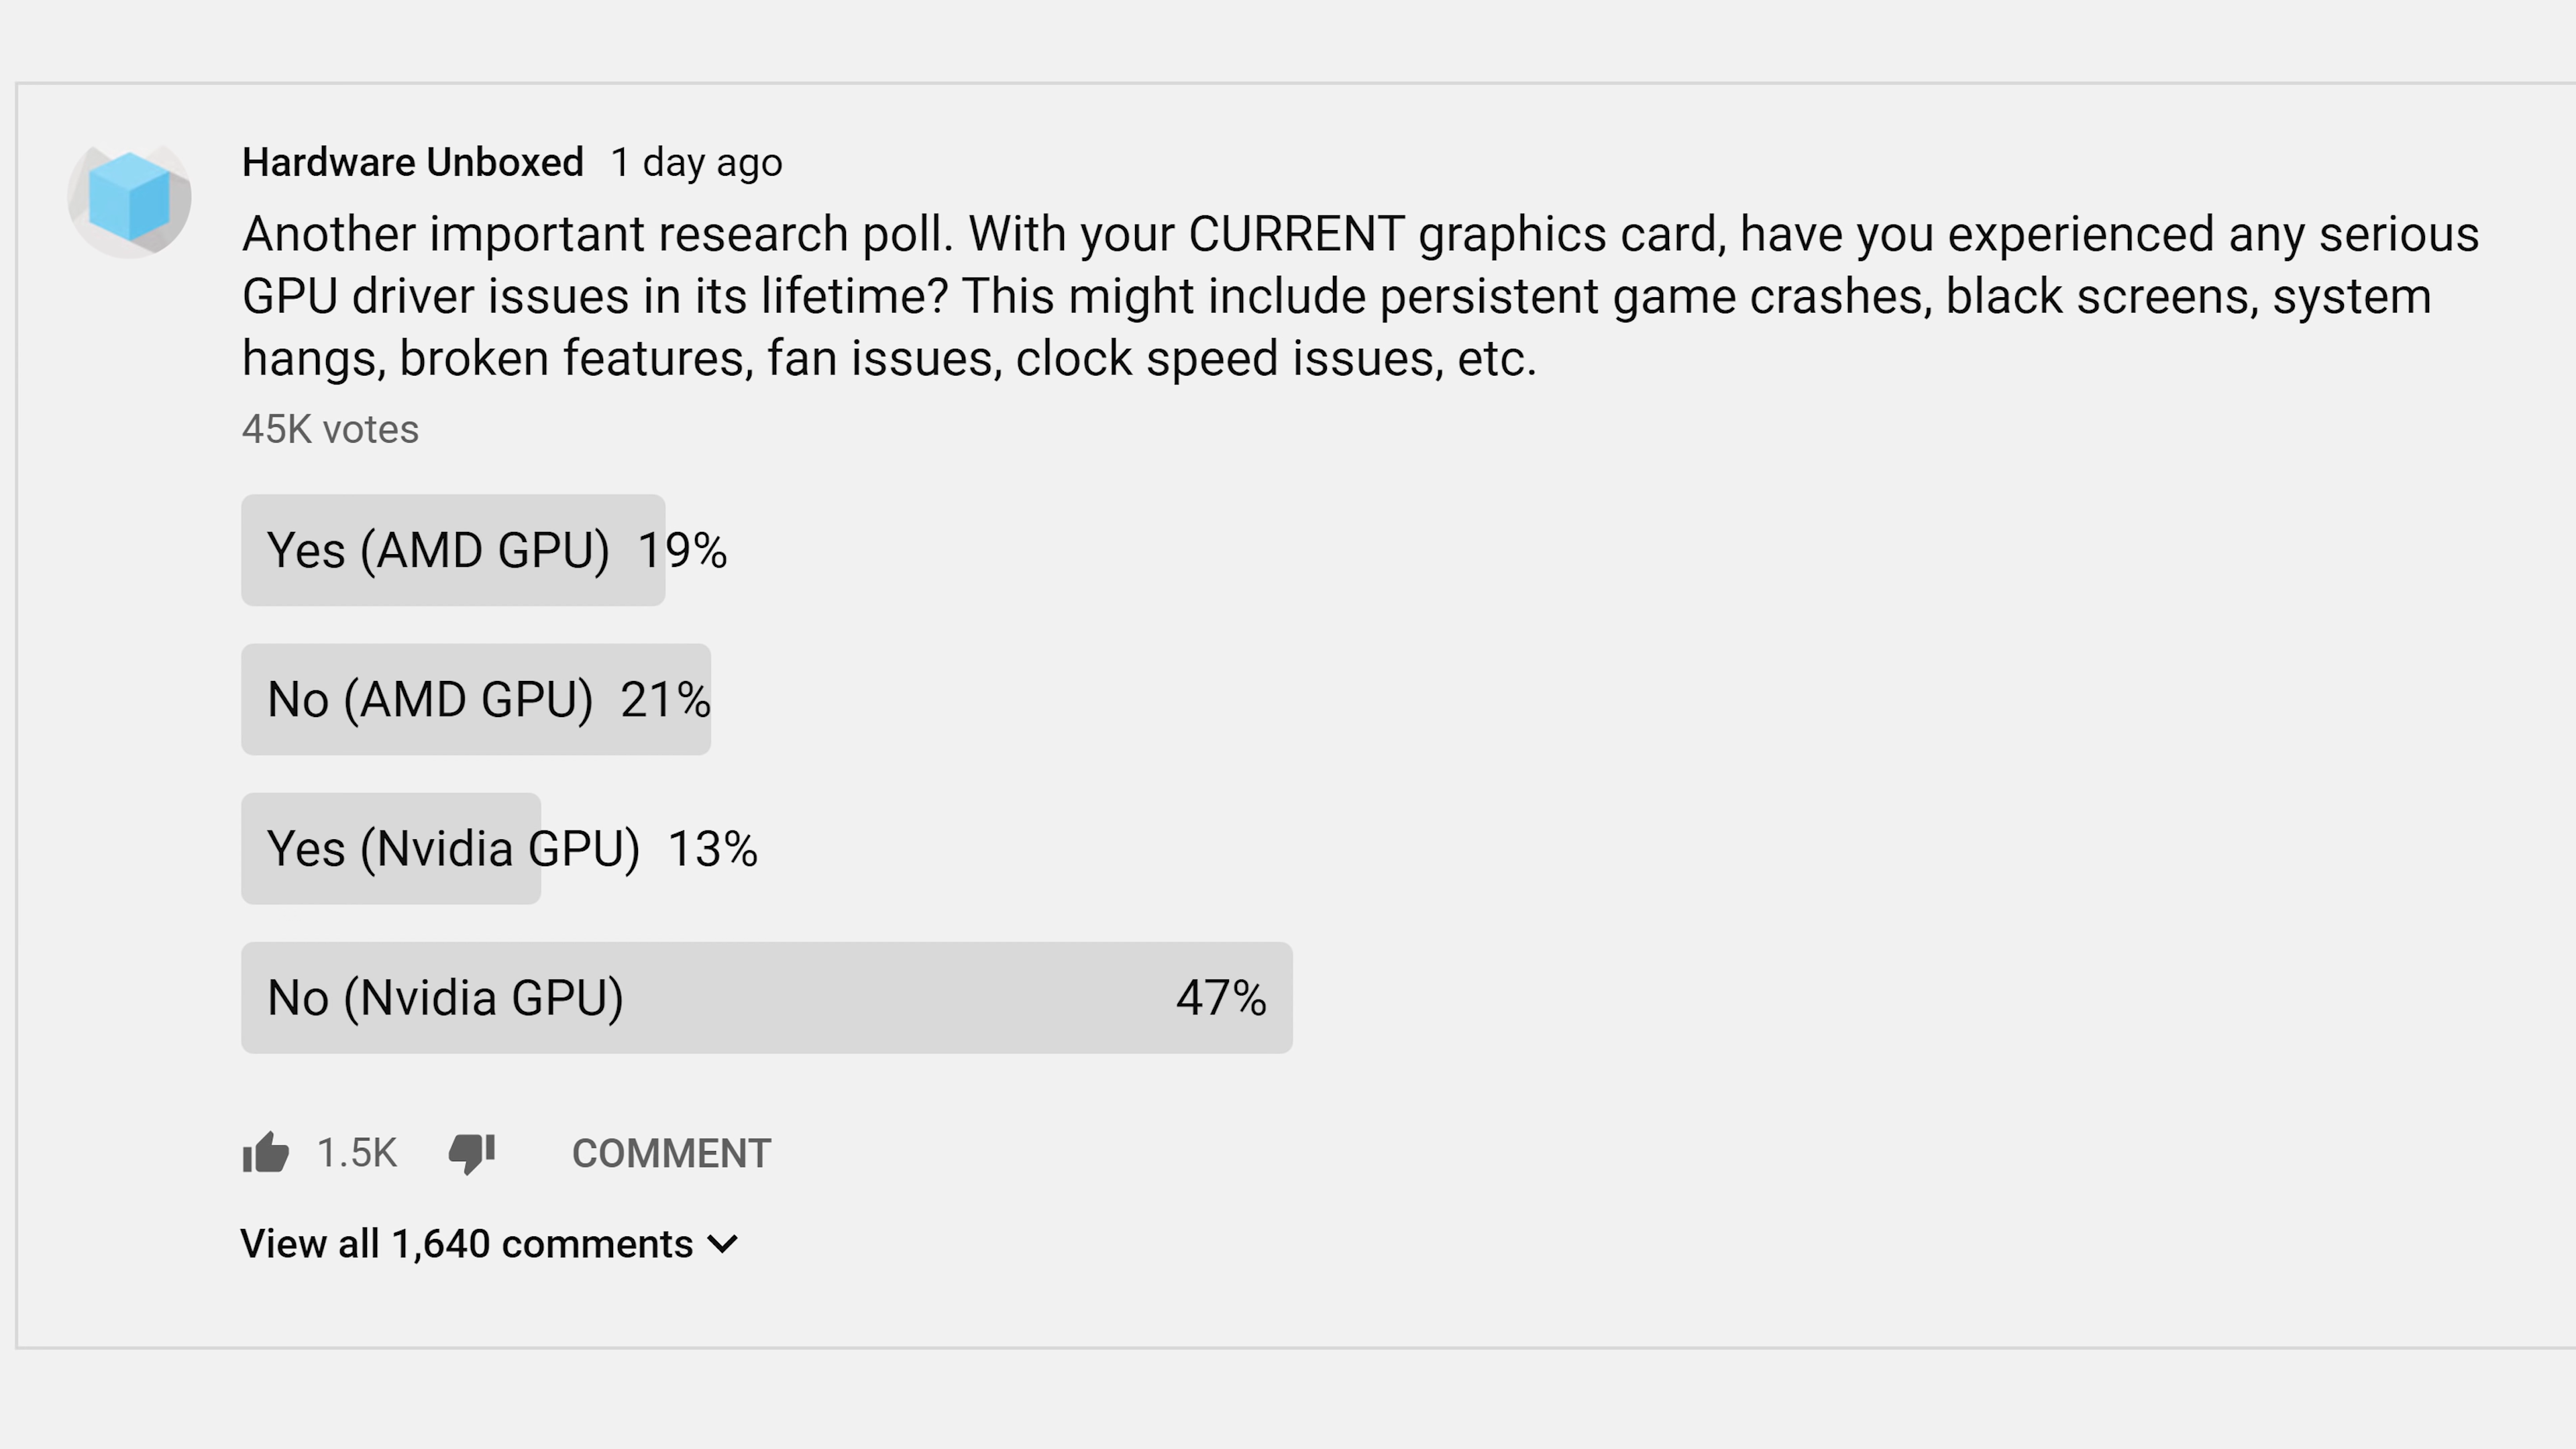 Hardware Unboxed 1 day ago
Another important research poll. With your CURRENT graphics card, have you experienced any serious
GPU driver issues in its lifetime? This might include persistent game crashes, black screens, system
hangs, broken features, fan issues, clock speed issues, etc.
45K votes
Yes (AMD GPU) 19%
No (AMD GPU) 21%
Yes (Nvidia GPU) 13%
No (Nvidia GPU) 47%
1.5K COMMENT
View all 1,640 comments